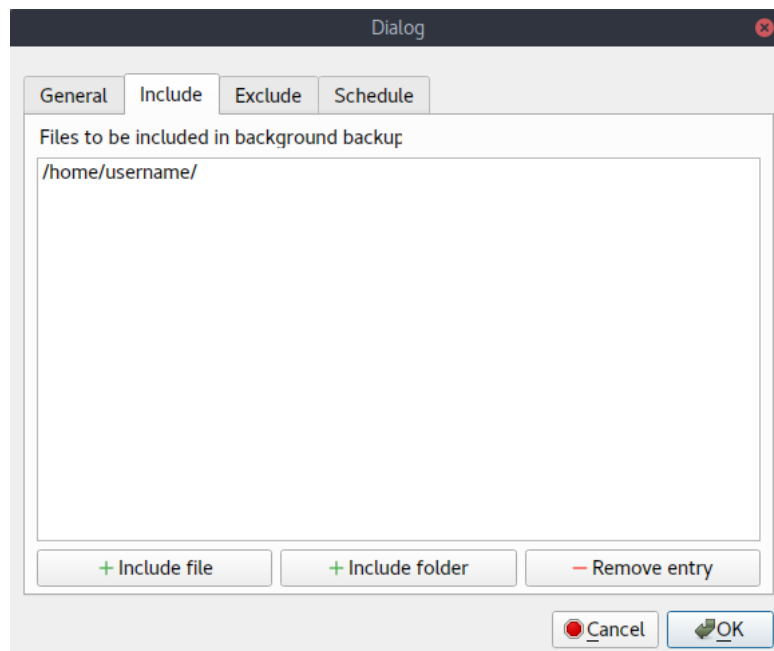 Dialog
General Include Exclude Schedule
Files to be included in background backup
/home/username/
Include file Include folder Remove entry
Cancel OK